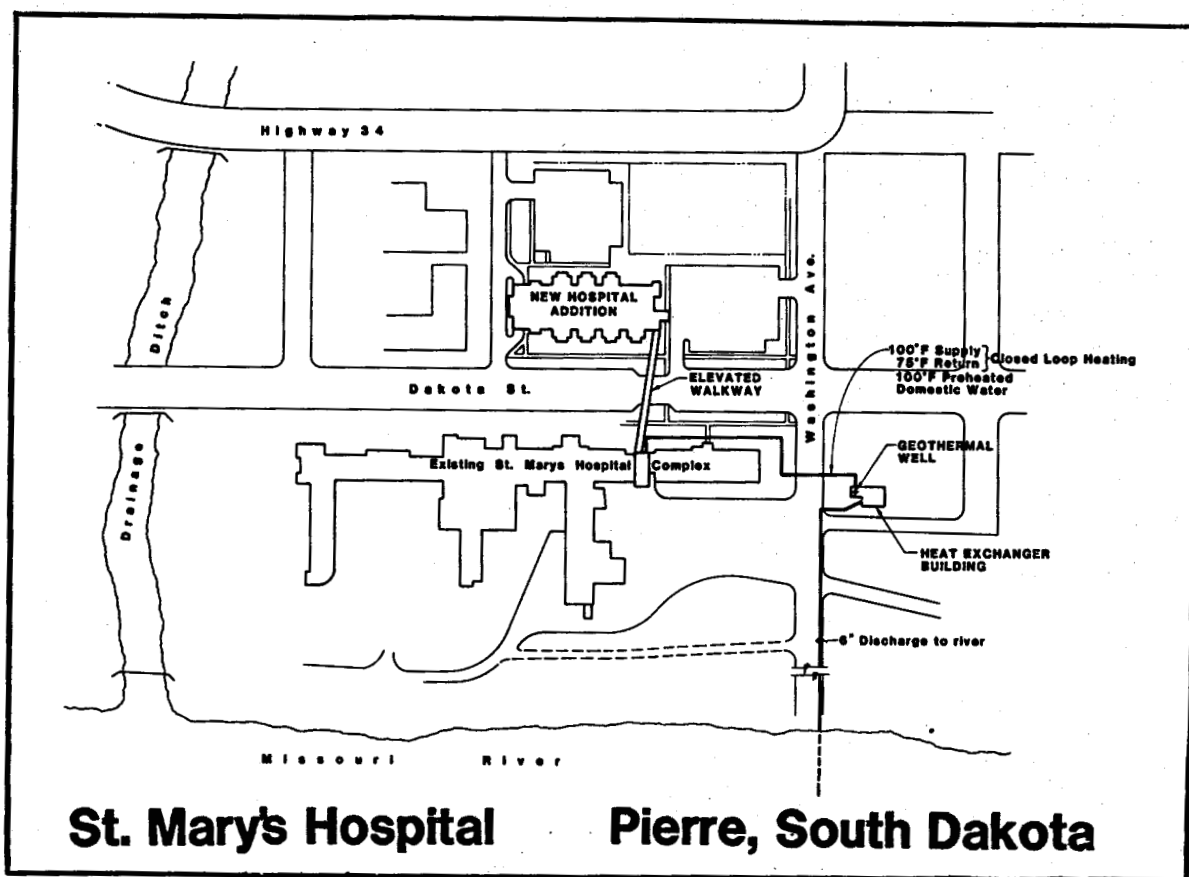 Highway 34
Ditch
NEW HOSPITAL
ADDITION
Washington Ave.
100°F Supply
75°F Return
Closed Loop Heating
100°F Preheated
Domestic Water
ELEVATED
WALKWAY
Dakota St.
Drainage
Existing St. Marys Hospital Complex
GEOTHERMAL
WELL
HEAT EXCHANGER
BUILDING
6" Discharge to river
Missouri River
St. Mary's Hospital Pierre, South Dakota